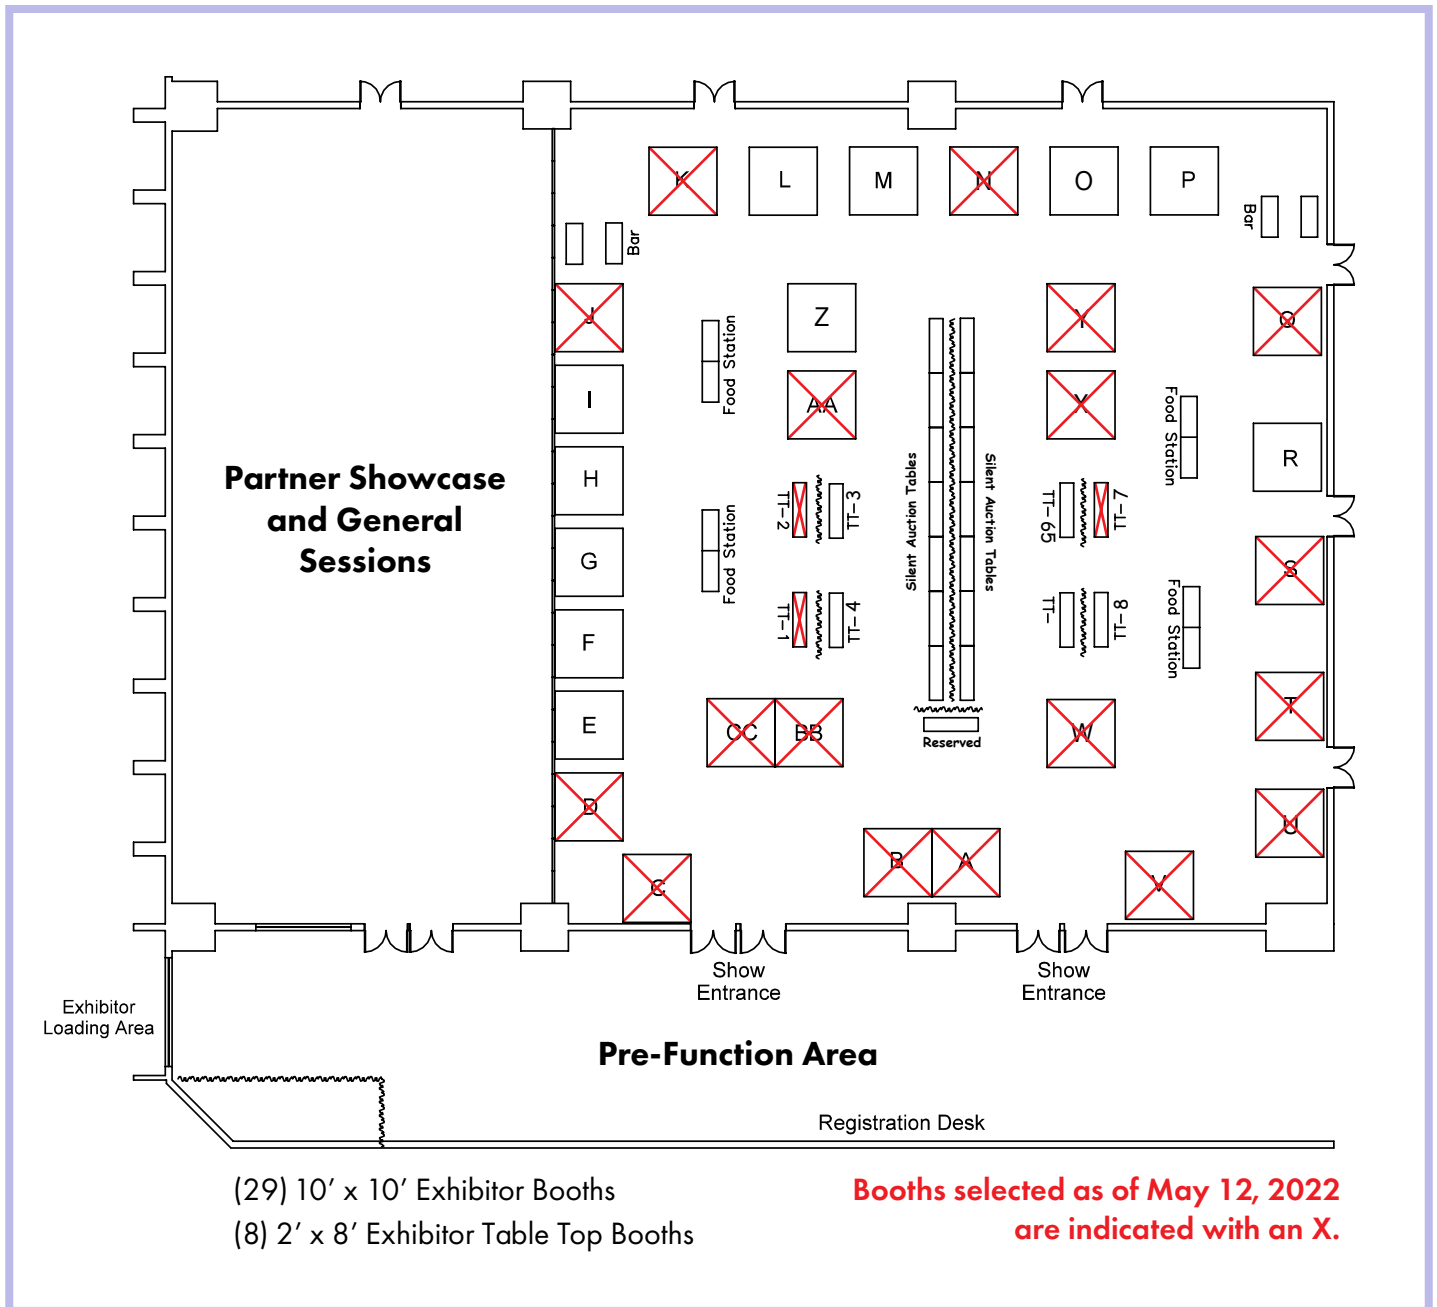 K
L
M
N
O
P
Bar
Bar
J
Z
Y
Q
Food Station
I
AA
X
Food Station
R
Partner Showcase
and General
Sessions
H
TT-2
TT-3
Silent Auction Tables
Silent Auction Tables
TT-65
TT-7
Food Station
G
S
TT-1
TT-4
TT-
TT-8
Food Station
F
E
CC
BB
Reserved
W
T
D
U
C
B
A
V
Show
Entrance
Show
Entrance
Exhibitor
Loading Area
Pre-Function Area
Registration Desk
(29) 10’ x 10’ Exhibitor Booths
(8) 2’ x 8’ Exhibitor Table Top Booths
Booths selected as of May 12, 2022
are indicated with an X.